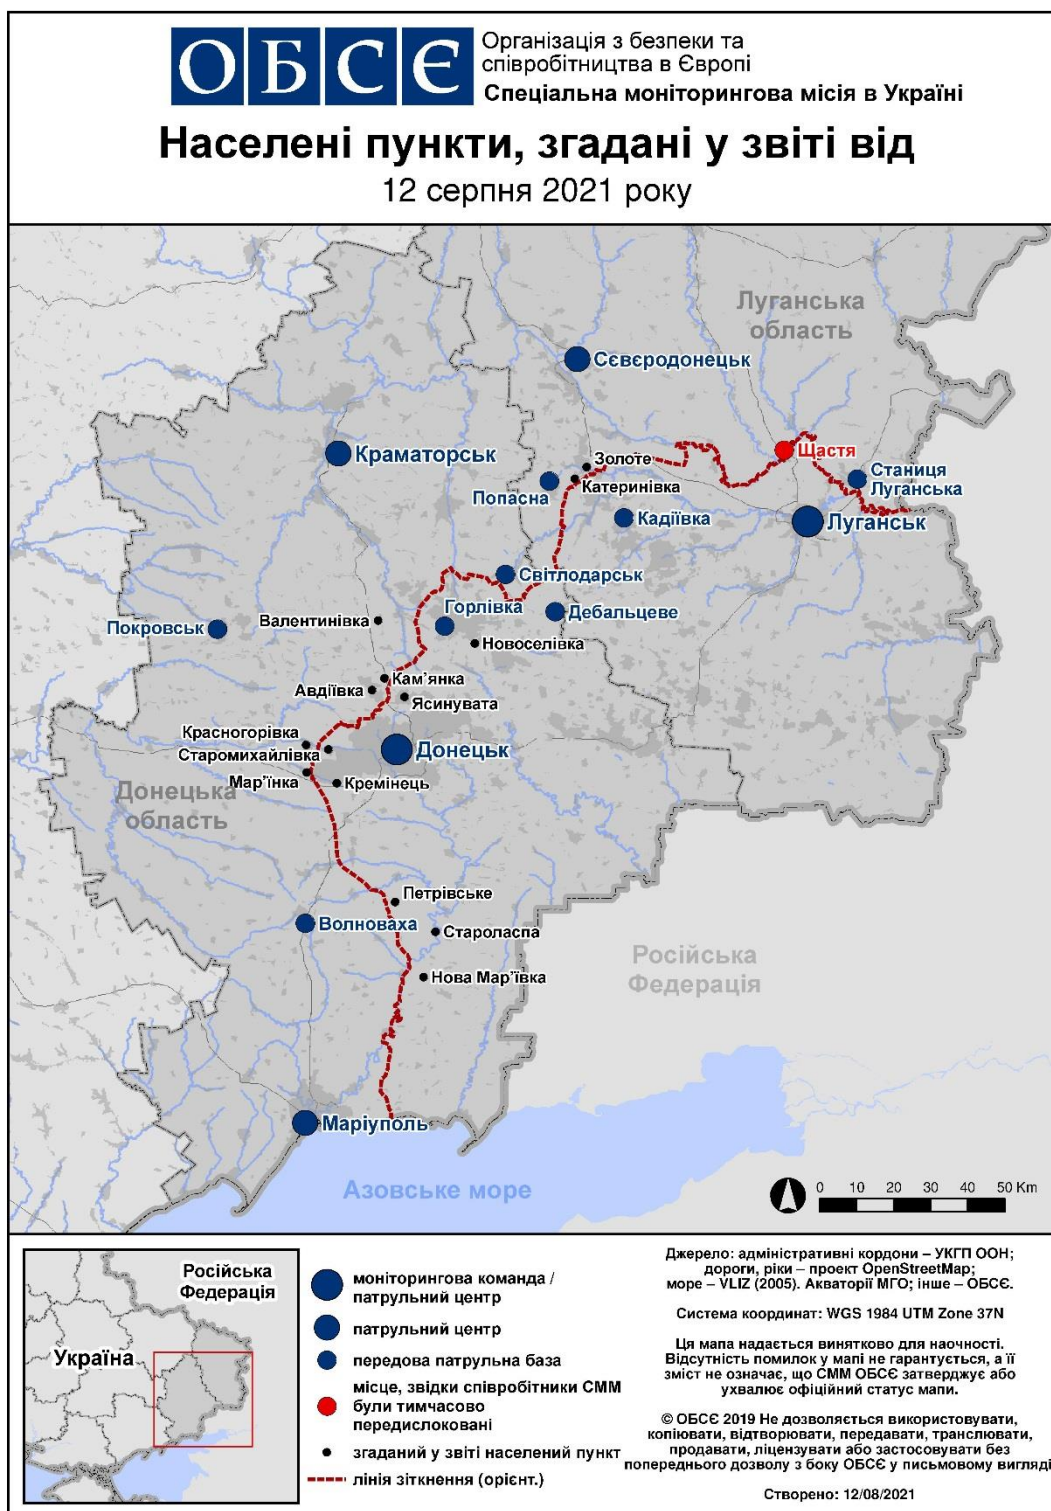 ОБСЄ
Організація з безпеки та
співробітництва в Європі
Спеціальна моніторингова місія в Україні
Населені пункти, згадані у звіті від
12 серпня 2021 року
Луганська
область
Сєвєродонецьк
Щастя
Краматорськ
Золоте
Станиця
Луганська
Попасна
Катеринівка
Кадіївка
Луганськ
Світлодарськ
Горлівка
Дебальцеве
Валентинівка
Покровськ
Новоселівка
Кам'янка
Авдіївка
Ясинувата
Красногорівка
Старомихайлівка
Донецьк
Мар'їнка
Кремінець
Донецька
область
Петрівське
Волноваха
Староласпа
Російська
Федерація
Нова Мар'ївка
Маріуполь
Азовське море
0 10 20 30 40 50 Km
Російська
Федерація
Україна
моніторингова команда /
патрульний центр
патрульний центр
передова патрульна база
місце, звідки співробітники СММ
були тимчасово
передислоковані
згаданий у звіті населений пункт
лінія зіткнення (орієнт.)
Джерело: адміністративні кордони – УКГП ООН;
дороги, ріки – проект OpenStreetMap;
море – VLIZ (2005). Акваторії МГО; інше – ОБСЄ.
Система координат: WGS 1984 UTM Zone 37N
Ця мапа надається винятково для наочності.
Відсутність помилок у мапі не гарантується, а її
зміст не означає, що СММ ОБСЄ затверджує або
ухвалює офіційний статус мапи.
© ОБСЄ 2019 Не дозволяється використовувати,
копіювати, відтворювати, передавати, транслювати,
продавати, ліцензувати або застосовувати без
попереднього дозволу з боку ОБСЄ у письмовому вигляді
Створено: 12/08/2021